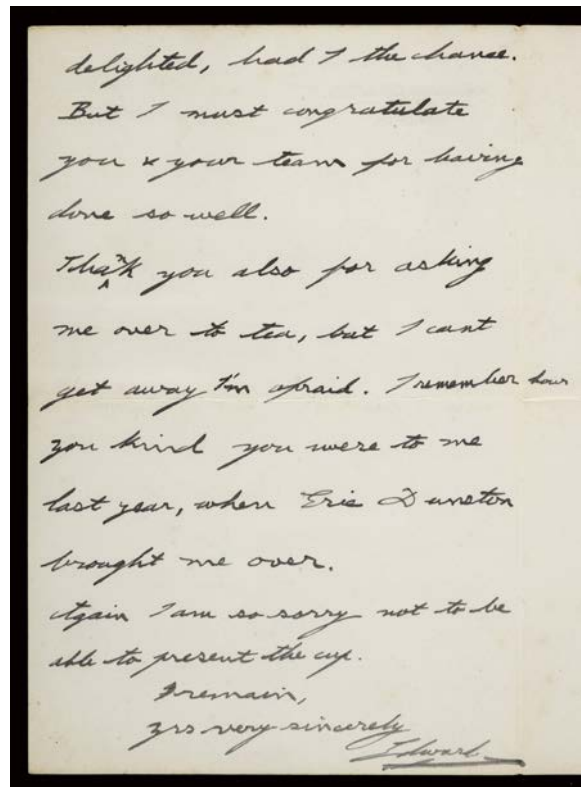 delighted, had I the chance.
But I must congratulate
you & your team for having
done so well.
Thank you also for asking
me over to tea, but I cant
get away I'm afraid. I remember how
you kind you were to me
last year, when Eric Dunston
brought me over.
Again I am so sorry not to be
able to present the cup.
I remain,
yrs very sincerely
Edward